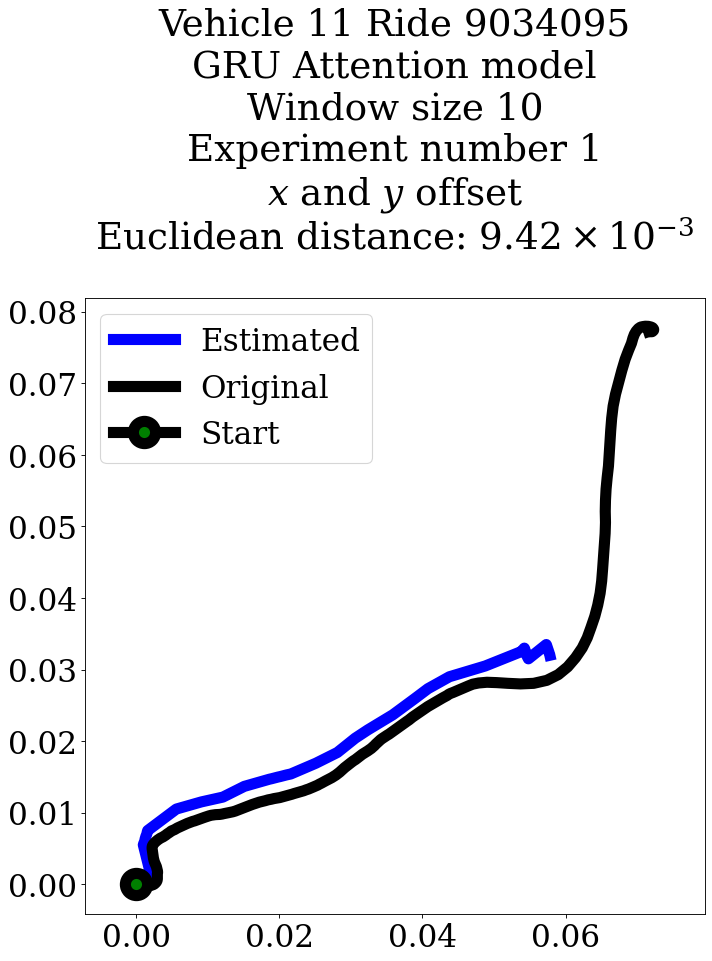 Vehicle 11 Ride 9034095
GRU Attention model
Window size 10
Experiment number 1
x and y offset
Euclidean distance: 9.42 × 10⁻³
Estimated
Original
Start
0.08
0.07
0.06
0.05
0.04
0.03
0.02
0.01
0.00
0.00 0.02 0.04 0.06